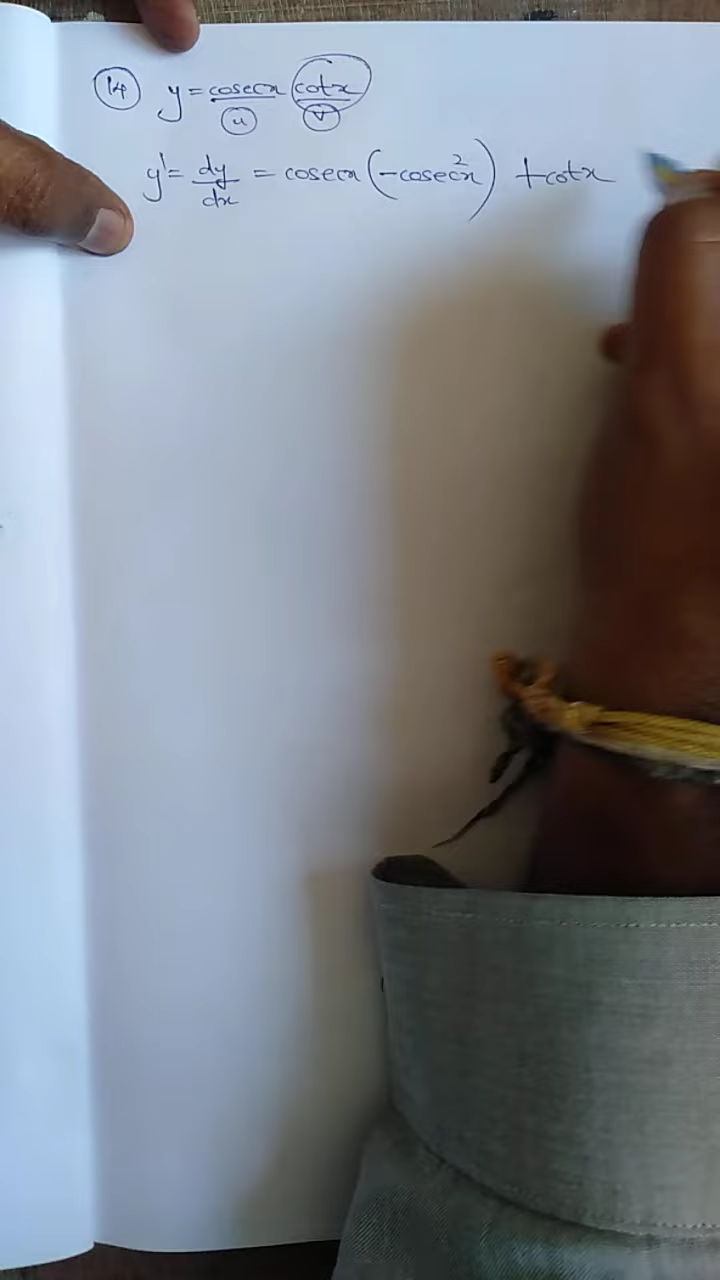 14 y = cosecx cotx
u v
y' = dy/dx = cosecx (-cosec²x) + cotx